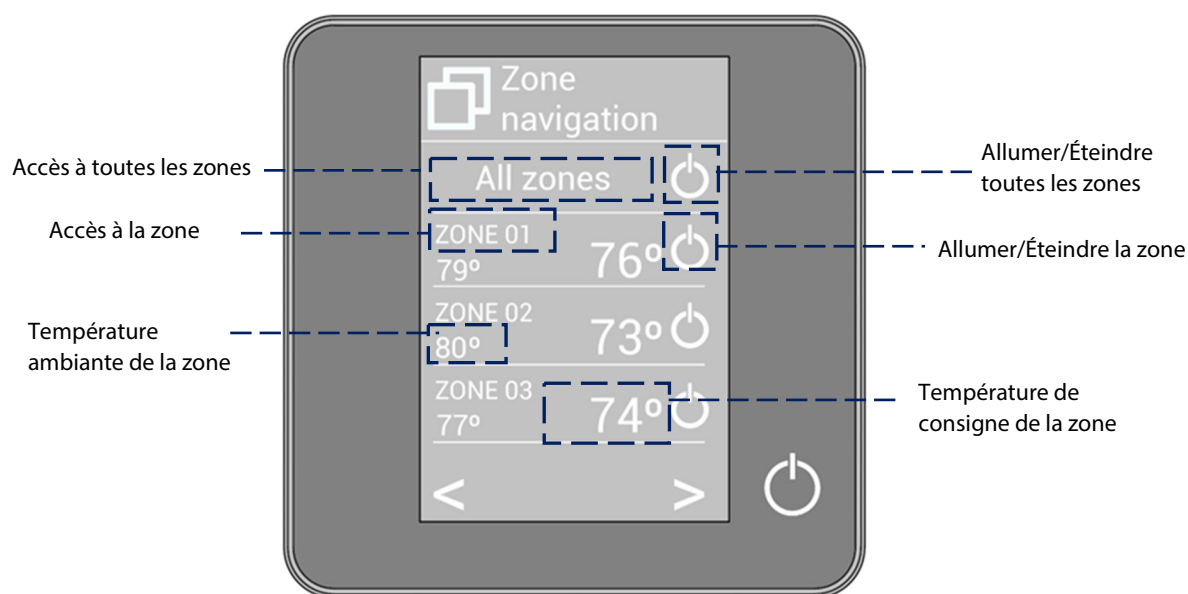 Zone
navigation
Accès à toutes les zones
All zones
Allumer/Éteindre
toutes les zones
Accès à la zone
ZONE 01
79º
76º
Allumer/Éteindre la zone
Température
ambiante de la zone
ZONE 02
80º
73º
ZONE 03
77º
74º
Température de
consigne de la zone
< >